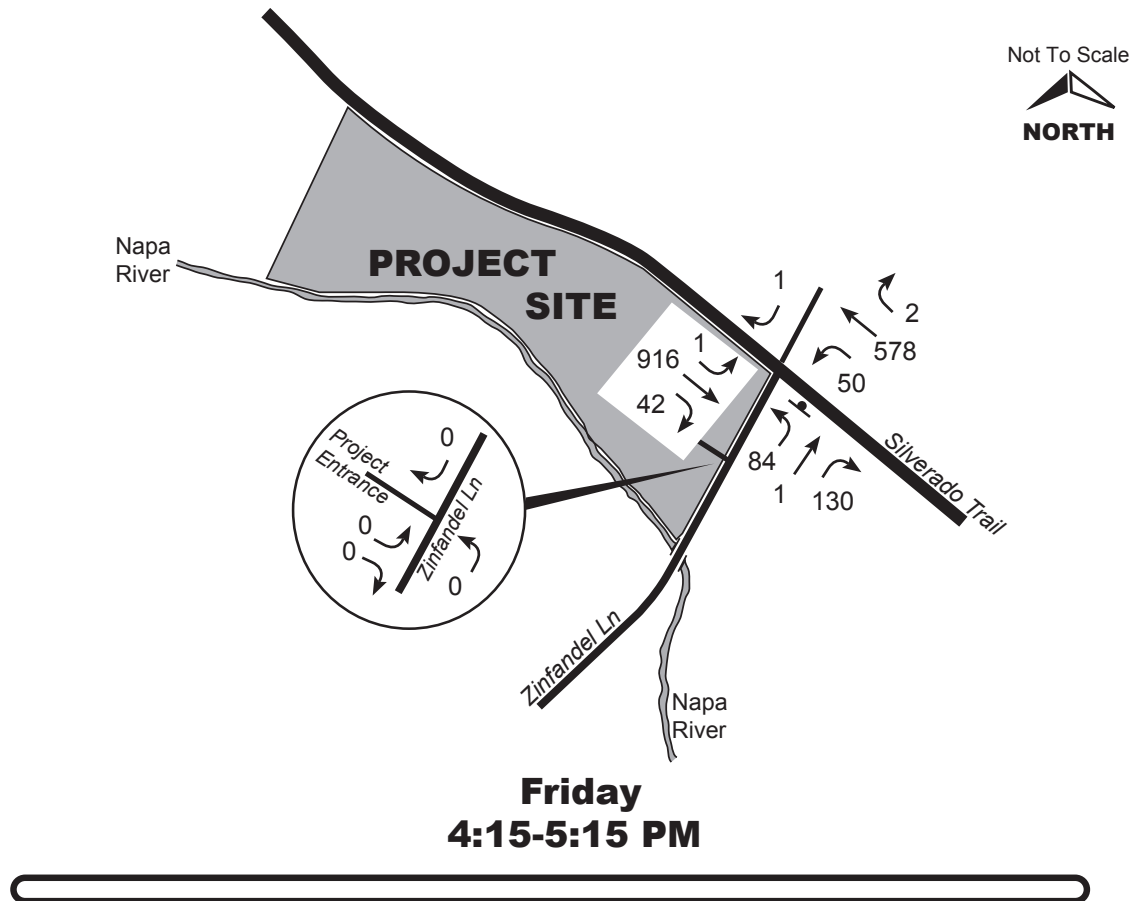 Not To Scale
NORTH
Napa
River
PROJECT
SITE
1
2
578
50
1
916
42
84
1
130
Silverado Trail
Project
Entrance
0
0
0
0
Zinfandel Ln
Zinfandel Ln
Napa
River
Friday
4:15-5:15 PM